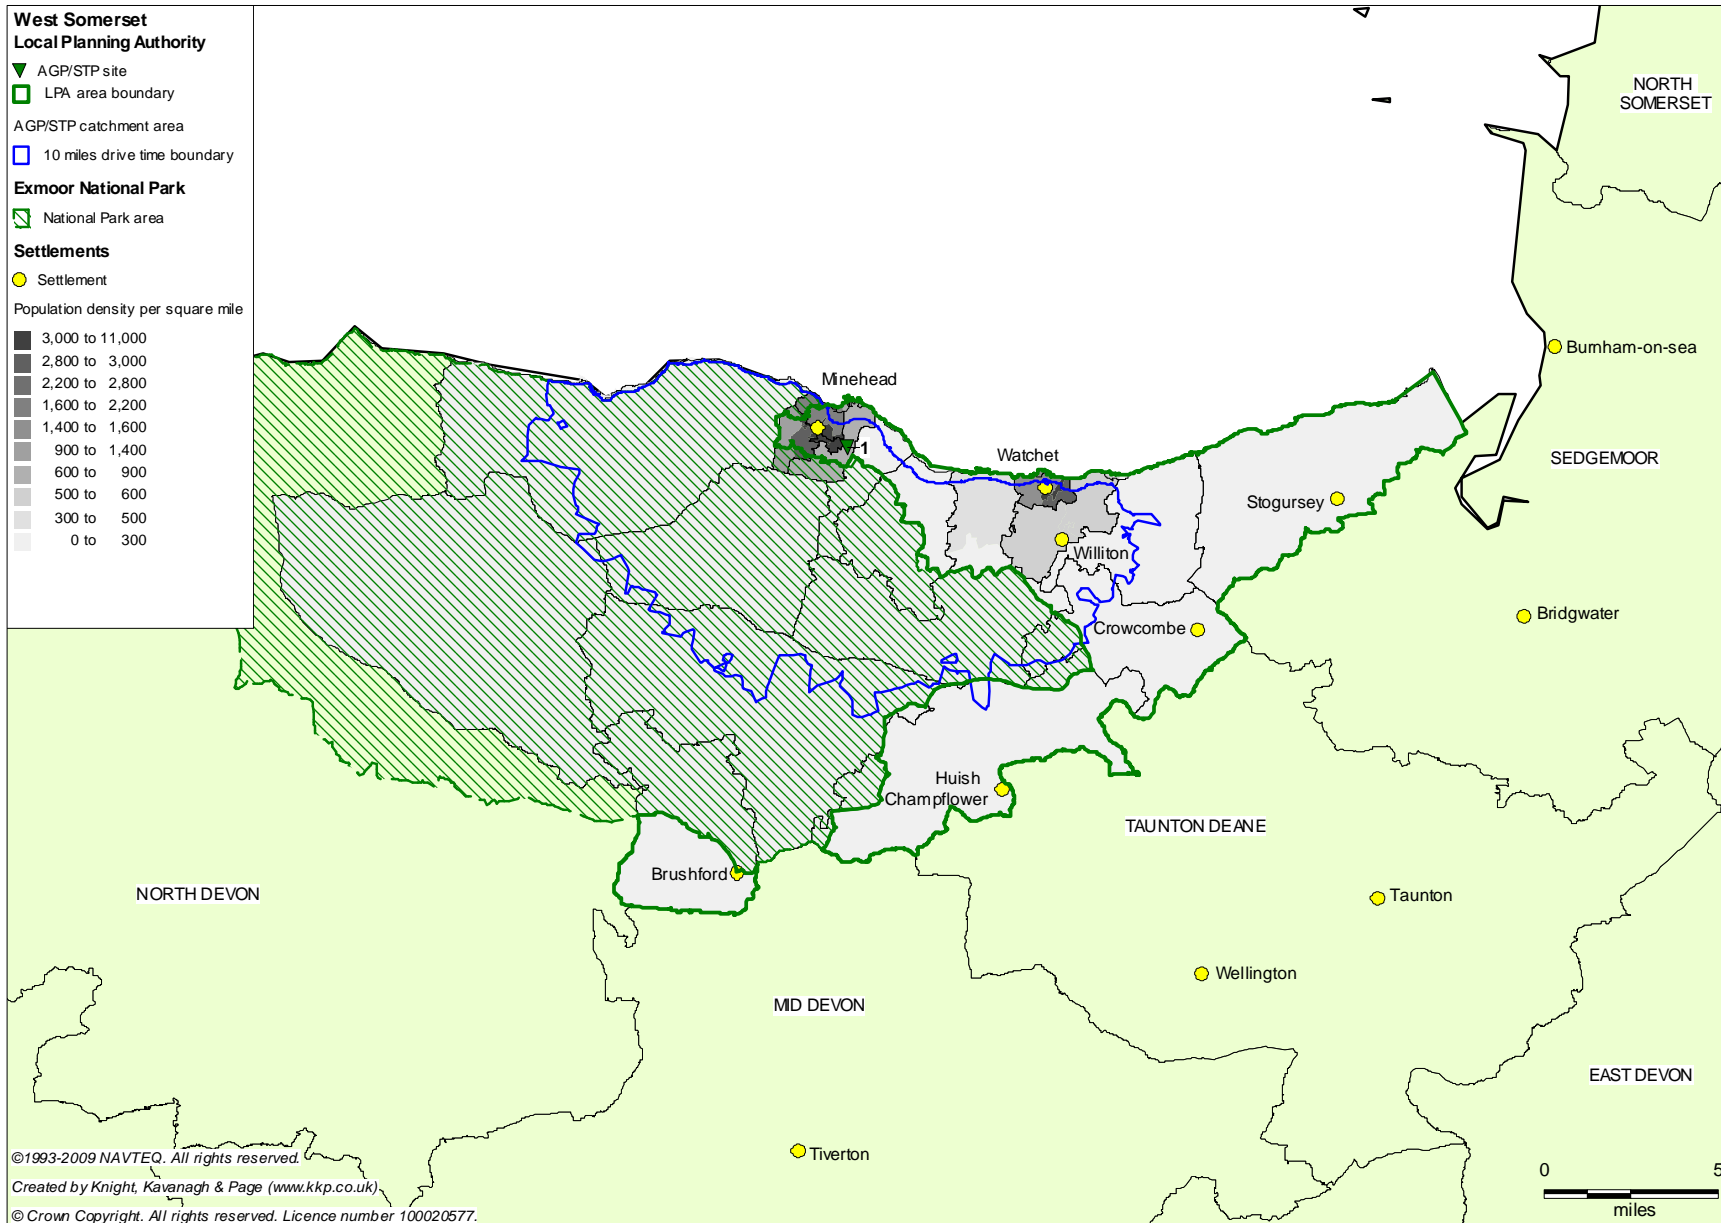 West Somerset
Local Planning Authority
AGP/STP site
LPA area boundary
AGP/STP catchment area
10 miles drive time boundary
Exmoor National Park
National Park area
Settlements
Settlement
Population density per square mile
3,000 to 11,000
2,800 to 3,000
2,200 to 2,800
1,600 to 2,200
1,400 to 1,600
900 to 1,400
600 to 900
500 to 600
300 to 500
0 to 300
NORTH
SOMERSET
Burnham-on-sea
Minehead
1
Watchet
SEDGEMOOR
Stogursey
Williton
Bridgwater
Crowcombe
Huish
Champflower
TAUNTON DEANE
Brushford
NORTH DEVON
Taunton
Wellington
MID DEVON
EAST DEVON
Tiverton
©1993-2009 NAVTEQ. All rights reserved.
Created by Knight, Kavanagh & Page (www.kkp.co.uk)
© Crown Copyright. All rights reserved. Licence number 100020577.
0 5
miles